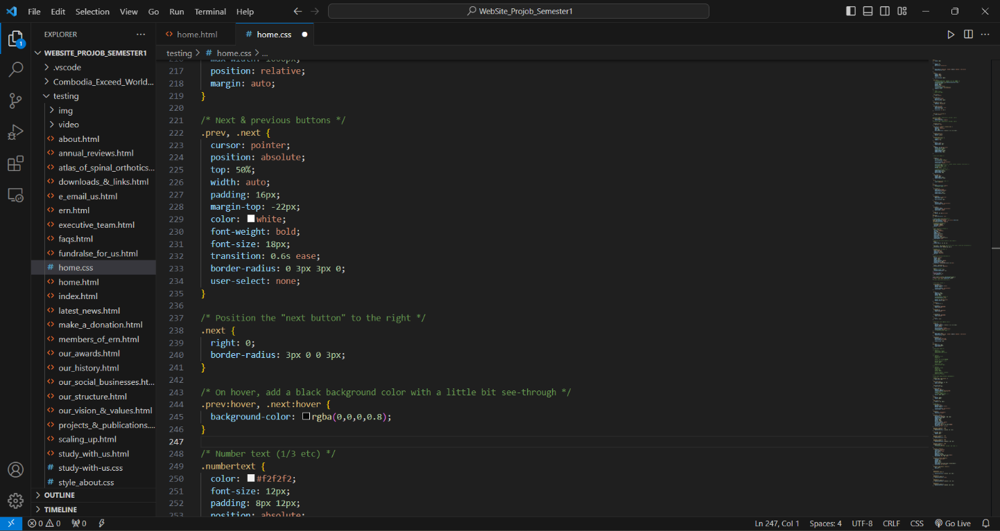 File Edit Selection View Go Run Terminal Help
WebSite_Projob_Semester1
EXPLORER
home.html
# home.css
1
WEBSITE_PROJOB_SEMESTER1
testing > # home.css > ...
.vscode
Combodia_Exceed_World...
testing
img
video
about.html
annual_reviews.html
atlas_of_spinal_orthotics...
downloads_&_links.html
e_email_us.html
ern.html
executive_team.html
faqs.html
fundralse_for_us.html
# home.css
home.html
index.html
latest_news.html
make_a_donation.html
members_of_ern.html
our_awards.html
our_history.html
our_social_businesses.ht...
our_structure.html
our_vision_&_values.html
projects_&_publications....
scaling_up.html
study_with_us.html
# study-with-us.css
# style_about.css
OUTLINE
TIMELINE
217 position: relative;
218 margin: auto;
219 }
220
221 /* Next & previous buttons */
222 .prev, .next {
223 cursor: pointer;
224 position: absolute;
225 top: 50%;
226 width: auto;
227 padding: 16px;
228 margin-top: -22px;
229 color: white;
230 font-weight: bold;
231 font-size: 18px;
232 transition: 0.6s ease;
233 border-radius: 0 3px 3px 0;
234 user-select: none;
235 }
236
237 /* Position the "next button" to the right */
238 .next {
239 right: 0;
240 border-radius: 3px 0 0 3px;
241 }
242
243 /* On hover, add a black background color with a little bit see-through */
244 .prev:hover, .next:hover {
245 background-color: rgba(0,0,0,0.8);
246 }
247
248 /* Number text (1/3 etc) */
249 .numbertext {
250 color: #f2f2f2;
251 font-size: 12px;
252 padding: 8px 12px;
253 position: absolute;
0 0 0
Ln 247, Col 1 Spaces: 4 UTF-8 CRLF CSS Go Live